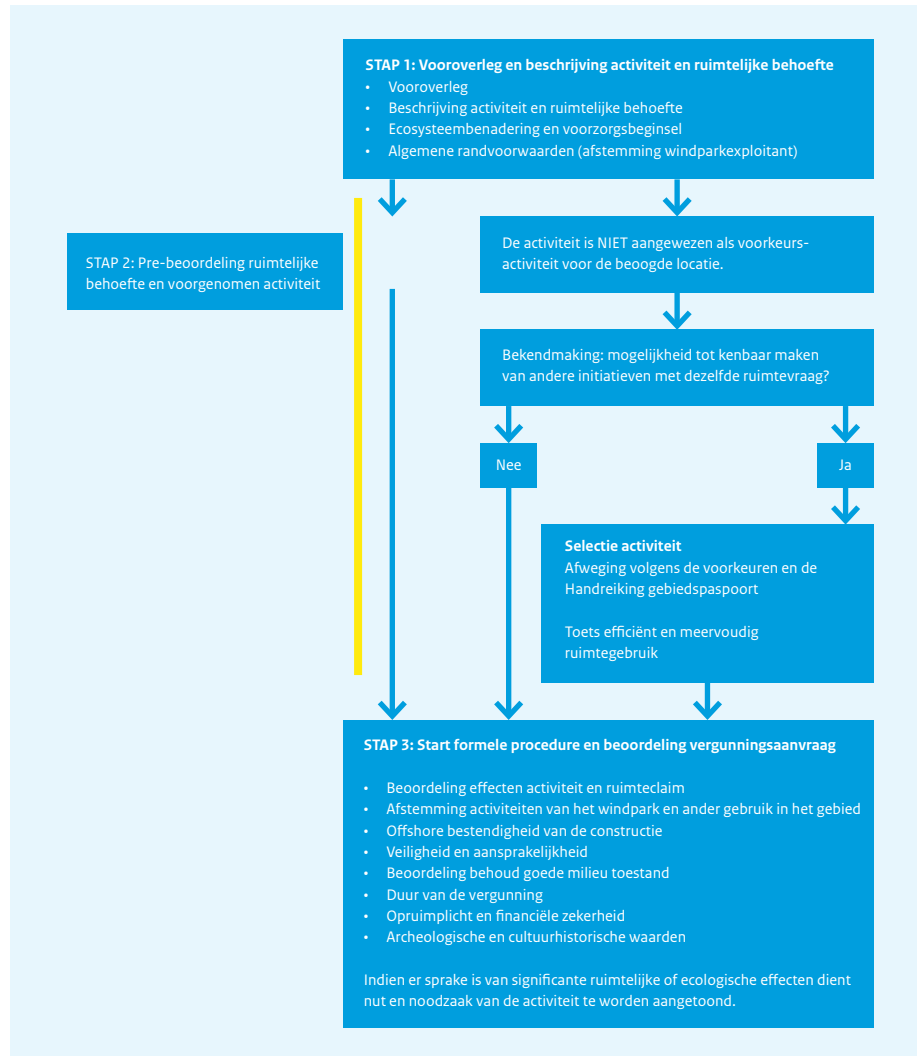 STAP 1: Vooroverleg en beschrijving activiteit en ruimtelijke behoefte
• Vooroverleg
• Beschrijving activiteit en ruimtelijke behoefte
• Ecosysteembenadering en voorzorgsbeginsel
• Algemene randvoorwaarden (afstemming windparkexploitant)
STAP 2: Pre-beoordeling ruimtelijke
behoefte en voorgenomen activiteit
De activiteit is NIET aangewezen als voorkeurs-
activiteit voor de beoogde locatie.
Bekendmaking: mogelijkheid tot kenbaar maken
van andere initiatieven met dezelfde ruimtevraag?
Nee
Ja
Selectie activiteit
Afweging volgens de voorkeuren en de
Handreiking gebiedspaspoort
Toets efficiënt en meervoudig
ruimtegebruik
STAP 3: Start formele procedure en beoordeling vergunningsaanvraag
• Beoordeling effecten activiteit en ruimteclaim
• Afstemming activiteiten van het windpark en ander gebruik in het gebied
• Offshore bestendigheid van de constructie
• Veiligheid en aansprakelijkheid
• Beoordeling behoud goede milieu toestand
• Duur van de vergunning
• Opruimplicht en financiële zekerheid
• Archeologische en cultuurhistorische waarden
Indien er sprake is van significante ruimtelijke of ecologische effecten dient
nut en noodzaak van de activiteit te worden aangetoond.